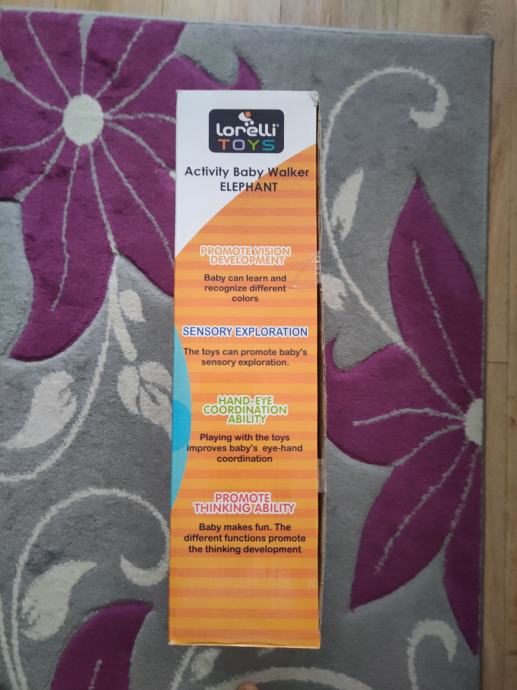 Lorelli
TOYS
Activity Baby Walker
ELEPHANT
PROMOTE VISION
DEVELOPMENT
Baby can learn and
recognize different
colors
SENSORY EXPLORATION
The toys can promote baby's
sensory exploration.
HAND-EYE
COORDINATION
ABILITY
Playing with the toys
improves baby's eye-hand
coordination
PROMOTE
THINKING ABILITY
Baby makes fun. The
different functions promote
the thinking development